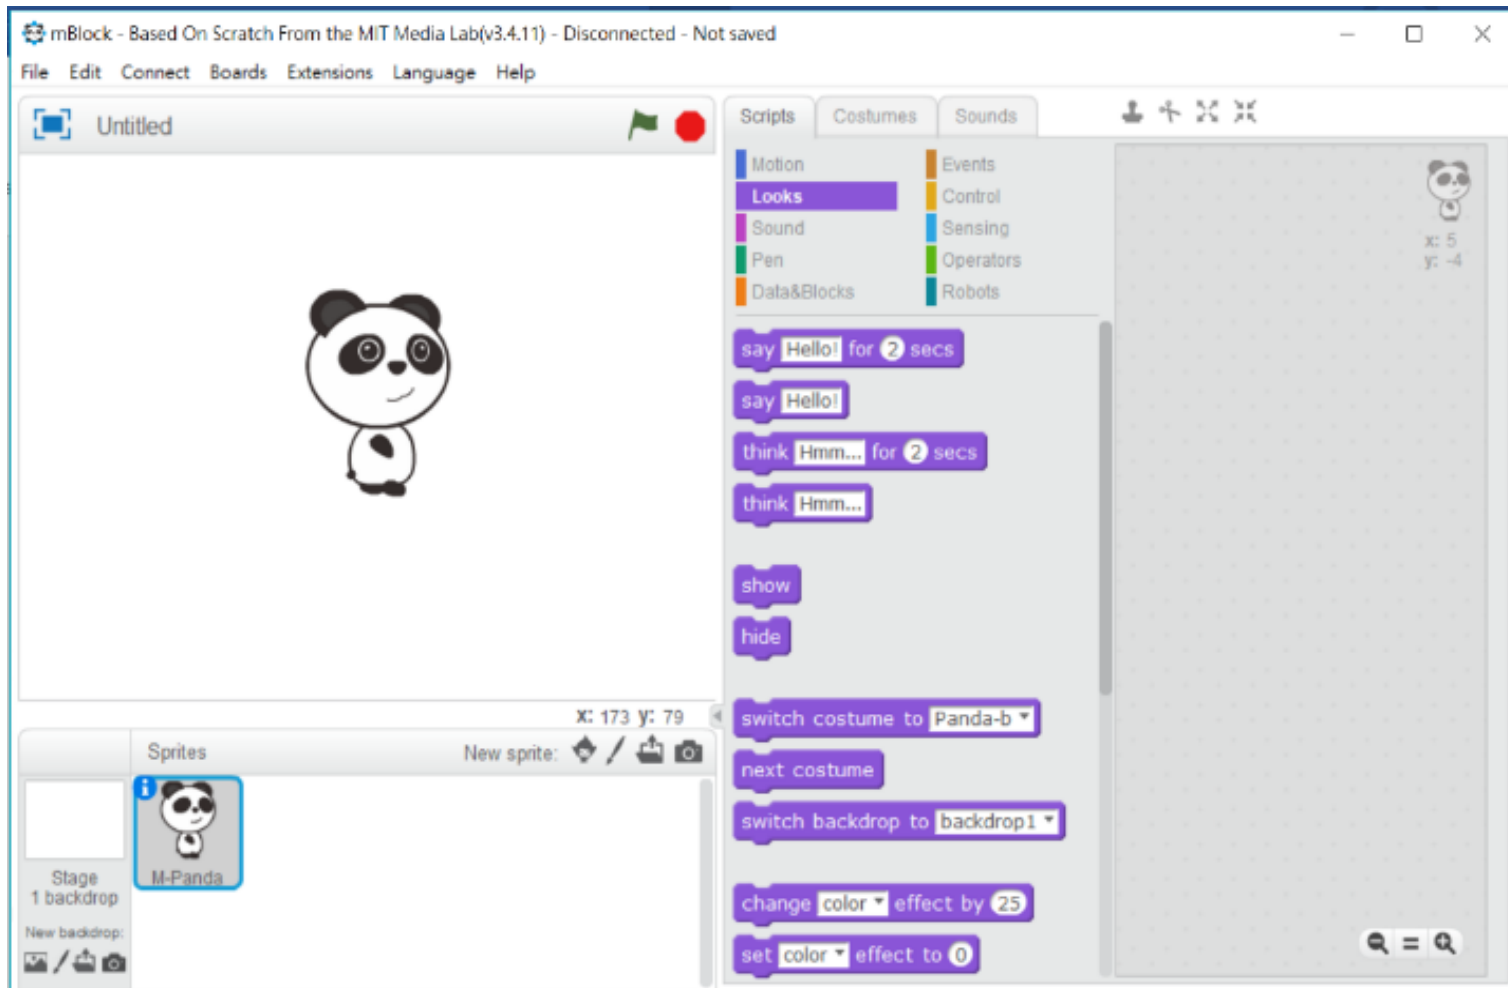 mBlock - Based On Scratch From the MIT Media Lab(v3.4.11) - Disconnected - Not saved
File Edit Connect Boards Extensions Language Help
Untitled
Scripts Costumes Sounds
Motion Events
Looks Control
Sound Sensing
Pen Operators
Data&Blocks Robots
x: 5
y: -4
say Hello! for 2 secs
say Hello!
think Hmm... for 2 secs
think Hmm...
show
hide
switch costume to Panda-b
next costume
switch backdrop to backdrop1
change color effect by 25
set color effect to 0
x: 173 y: 79
Sprites New sprite:
M-Panda
Stage
1 backdrop
New backdrop: